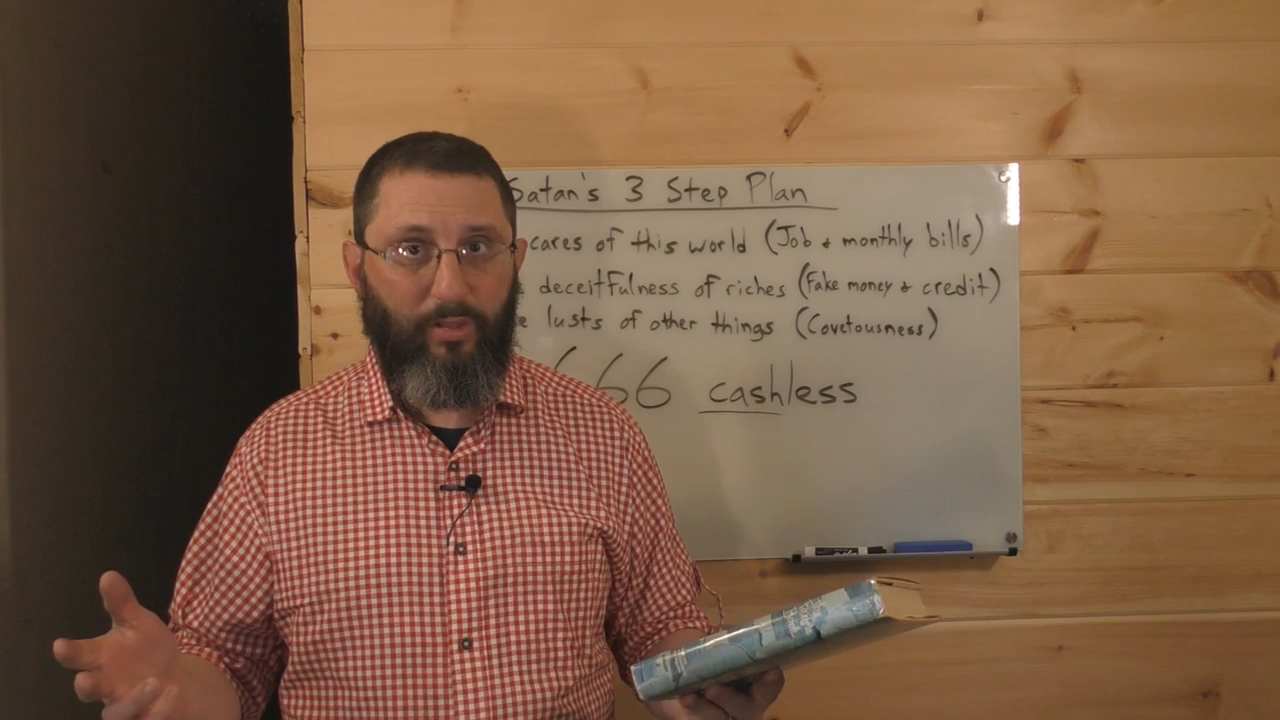 Satan's 3 Step Plan
cares of this world (Job & monthly bills)
deceitfulness of riches (Fake money & credit)
lusts of other things (Covetousness)
666 cashless